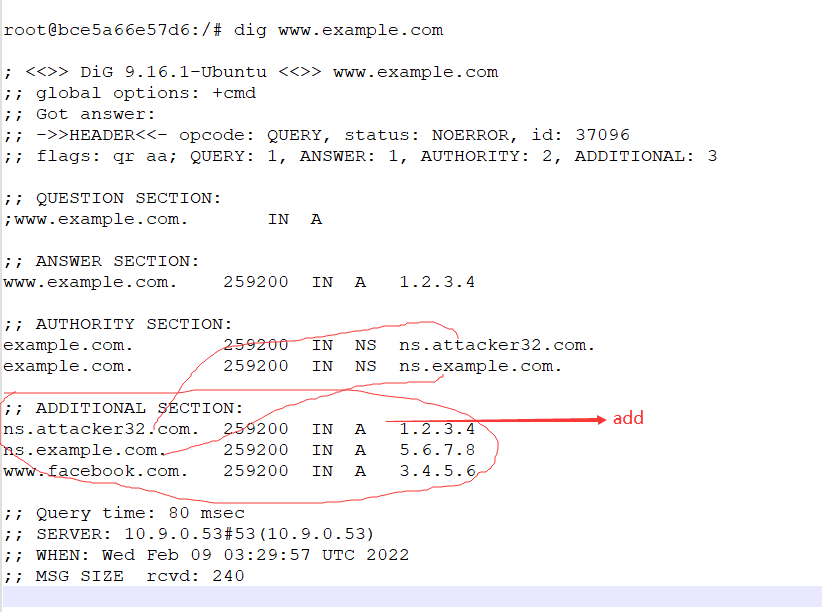 root@bce5a66e57d6:/# dig www.example.com
; <<>> DiG 9.16.1-Ubuntu <<>> www.example.com
;; global options: +cmd
;; Got answer:
;; ->>HEADER<<- opcode: QUERY, status: NOERROR, id: 37096
;; flags: qr aa; QUERY: 1, ANSWER: 1, AUTHORITY: 2, ADDITIONAL: 3
;; QUESTION SECTION:
;www.example.com. IN A
;; ANSWER SECTION:
www.example.com. 259200 IN A 1.2.3.4
;; AUTHORITY SECTION:
example.com. 259200 IN NS ns.attacker32.com.
example.com. 259200 IN NS ns.example.com.
;; ADDITIONAL SECTION:
ns.attacker32.com. 259200 IN A 1.2.3.4 add
ns.example.com. 259200 IN A 5.6.7.8
www.facebook.com. 259200 IN A 3.4.5.6
;; Query time: 80 msec
;; SERVER: 10.9.0.53#53(10.9.0.53)
;; WHEN: Wed Feb 09 03:29:57 UTC 2022
;; MSG SIZE rcvd: 240